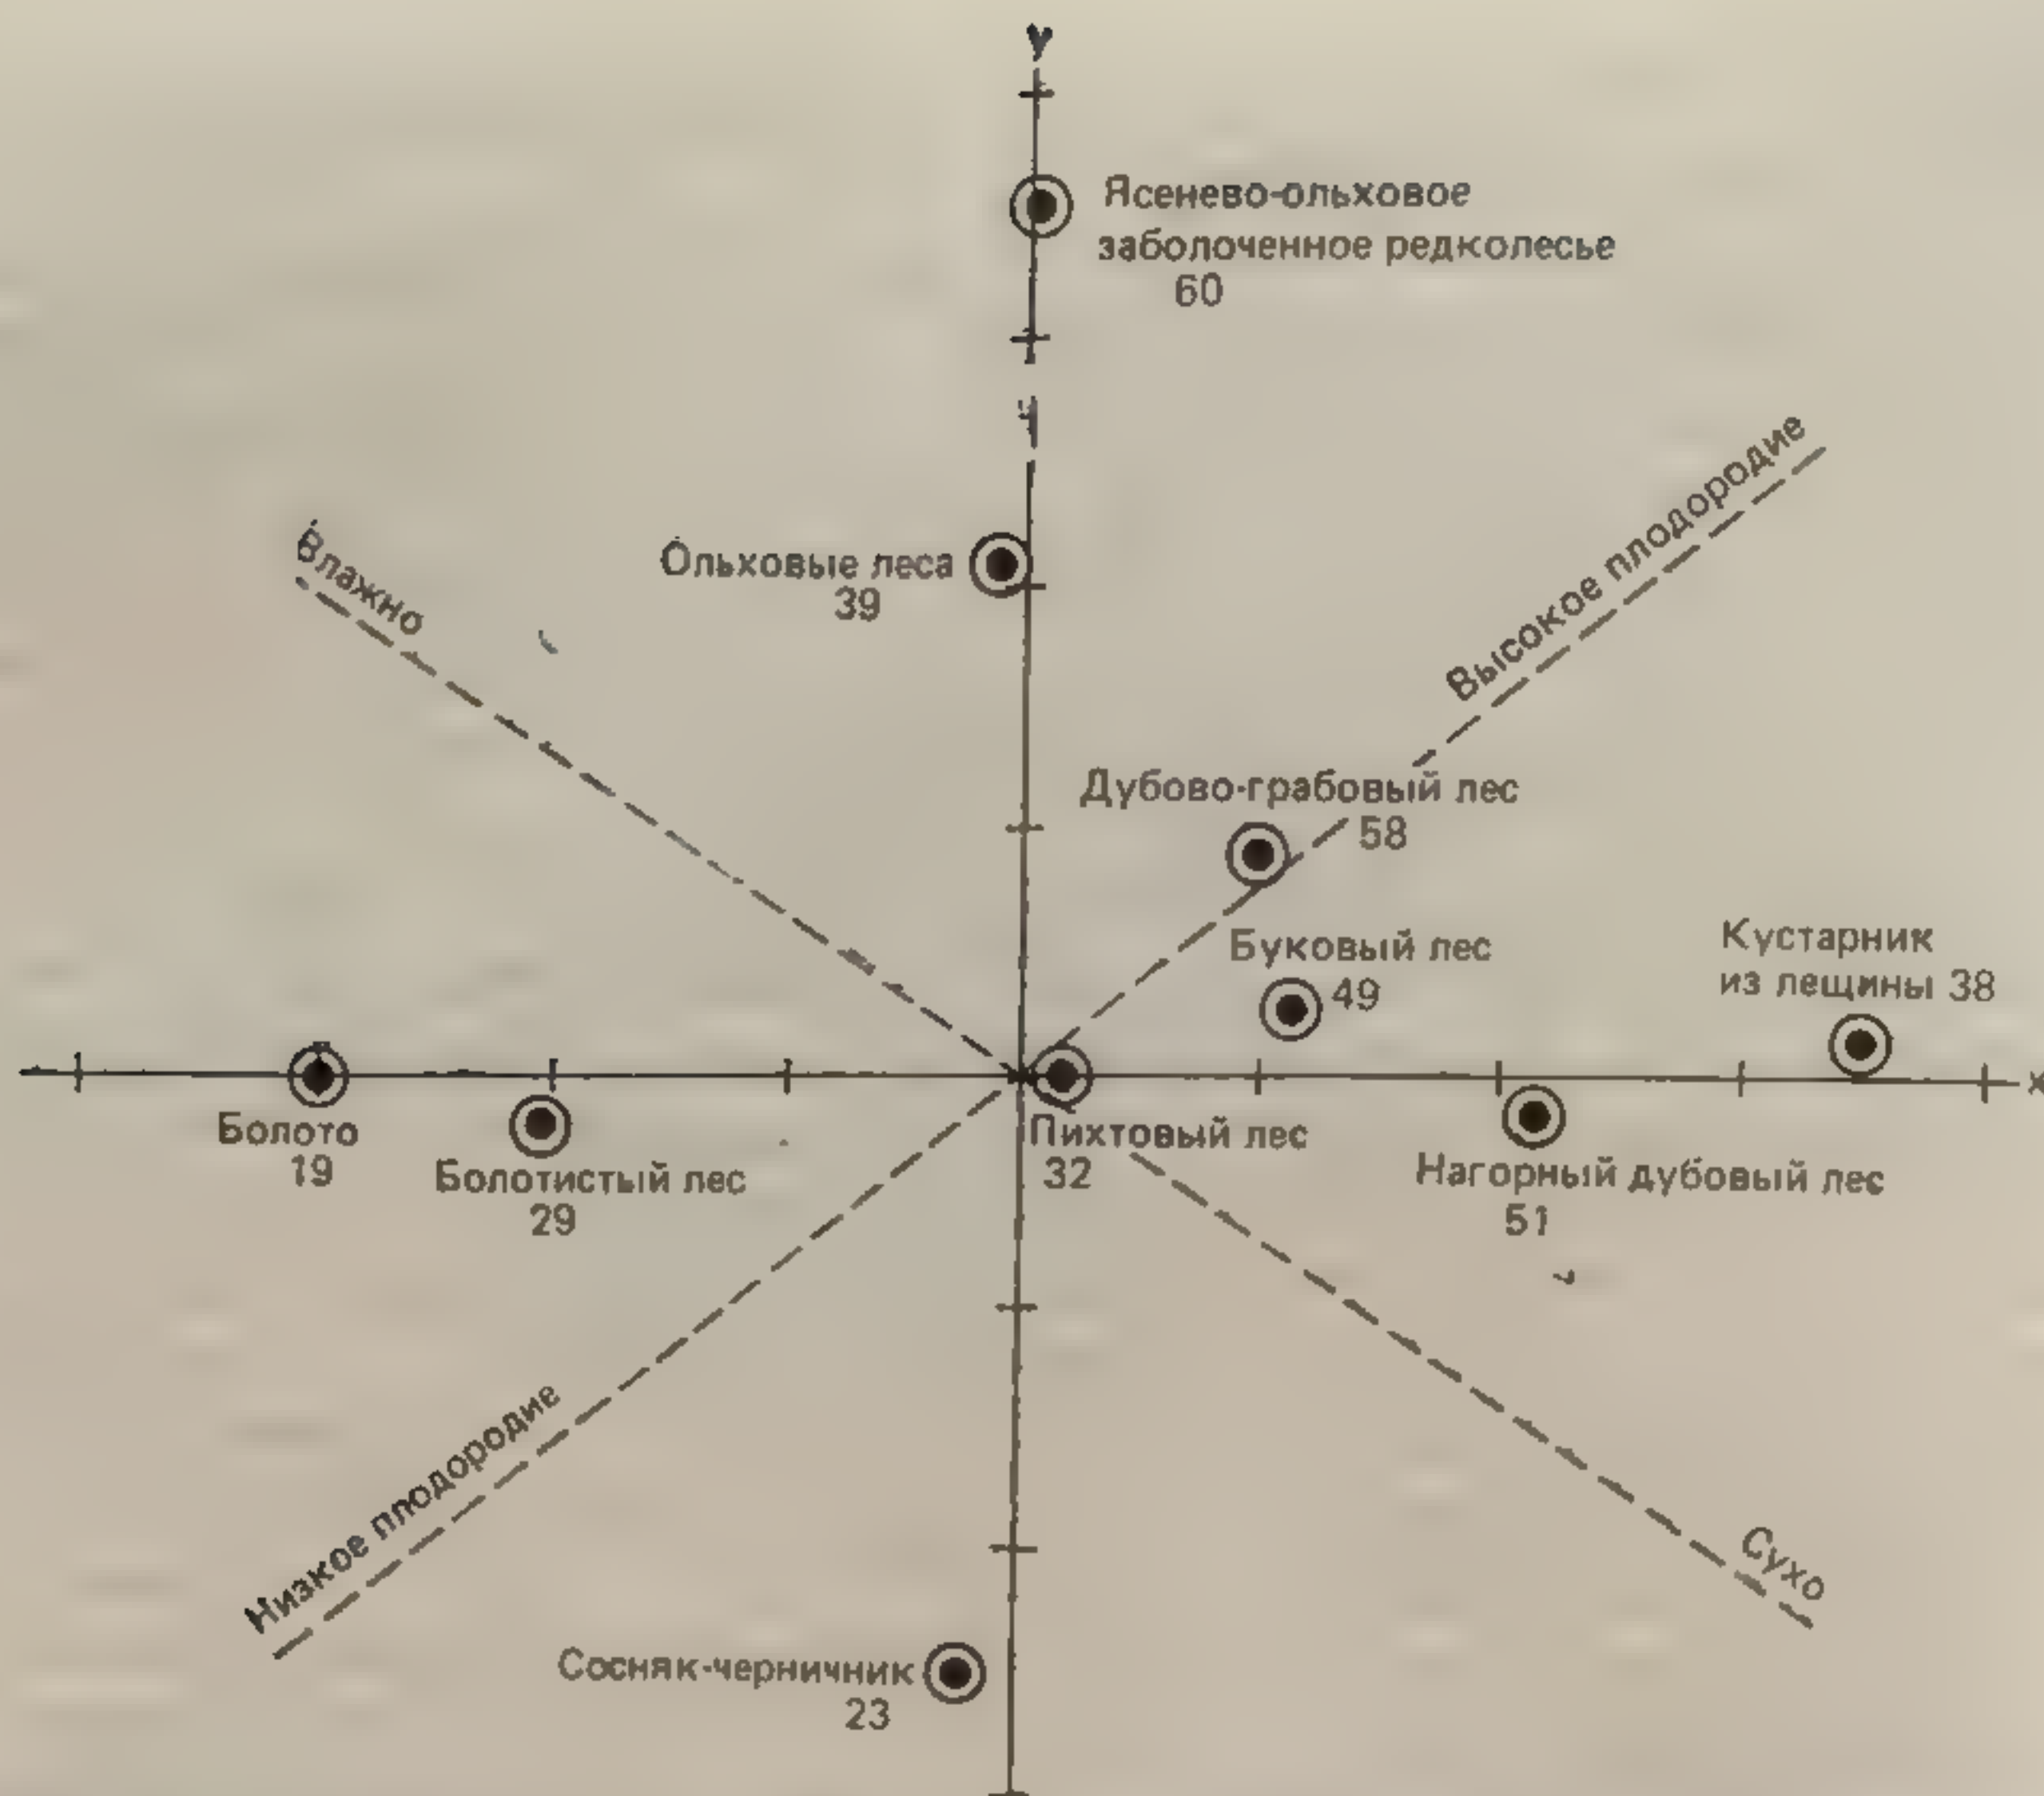 y
Ясенево-ольховое
заболоченное редколесье
60
Высокое плодородие
Влажно
Ольховые леса
39
Дубово-грабовый лес
58
Буковый лес
49
Кустарник
из лещины 38
x
Болото
19
Болотистый лес
29
Пихтовый лес
32
Нагорный дубовый лес
51
Низкое плодородие
Сухо
Сосняк-черничник
23